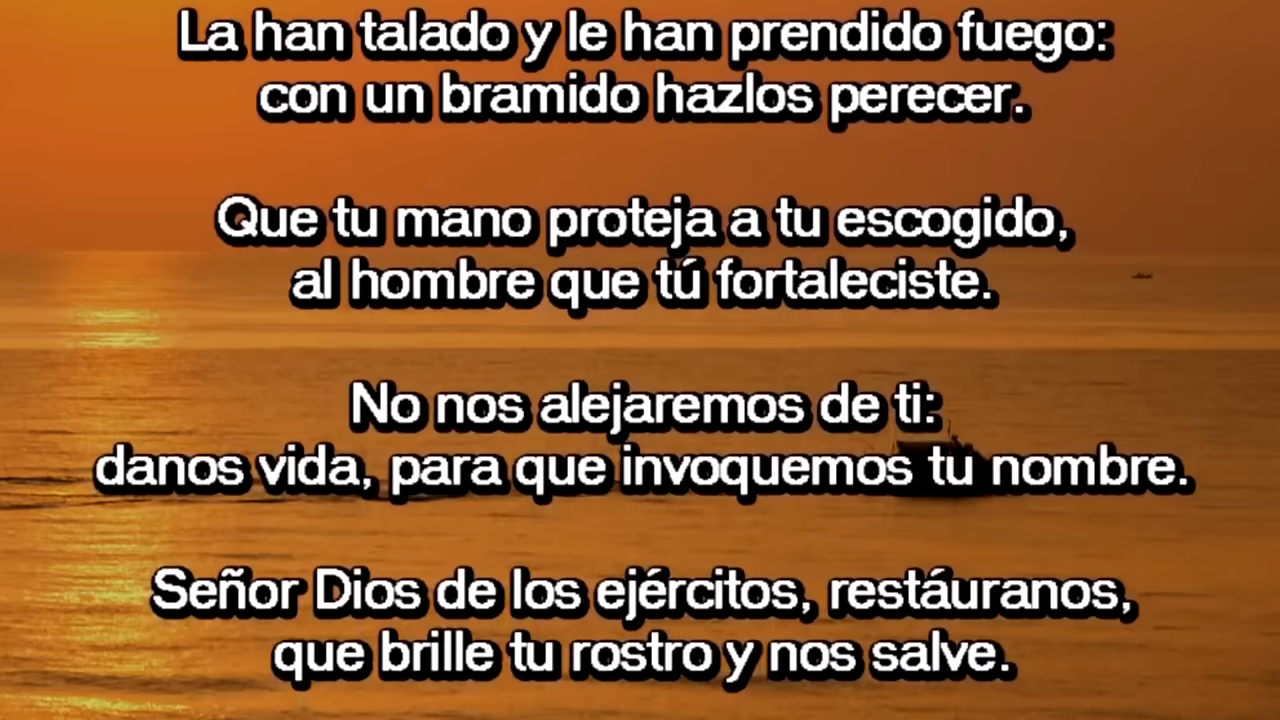 La han talado y le han prendido fuego:
con un bramido hazlos perecer.
Que tu mano proteja a tu escogido,
al hombre que tú fortaleciste.
No nos alejaremos de ti:
danos vida, para que invoquemos tu nombre.
Señor Dios de los ejércitos, restáuranos,
que brille tu rostro y nos salve.